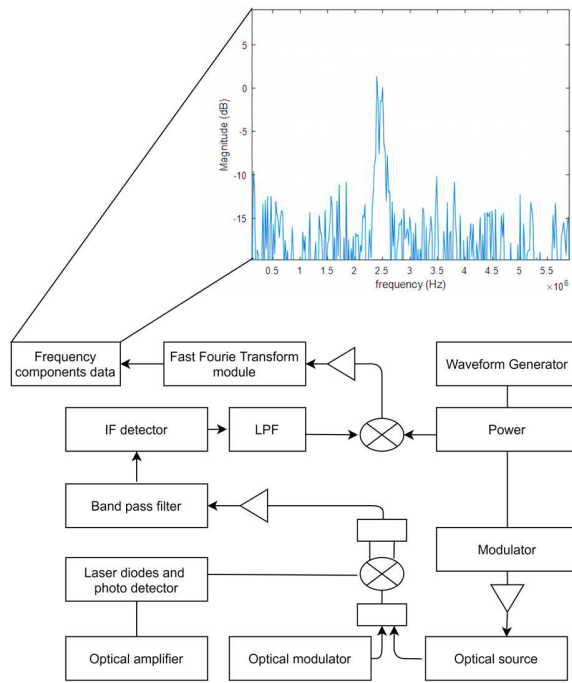 5
0
-5
-10
-15
Magnitude (dB)
0.5 1 1.5 2 2.5 3 3.5 4 4.5 5 5.5
×10⁶
frequency (Hz)
Frequency
components data
Fast Fourie Transform
module
Waveform Generator
IF detector
LPF
Power
Band pass filter
Modulator
Laser diodes and
photo detector
Optical amplifier
Optical modulator
Optical source